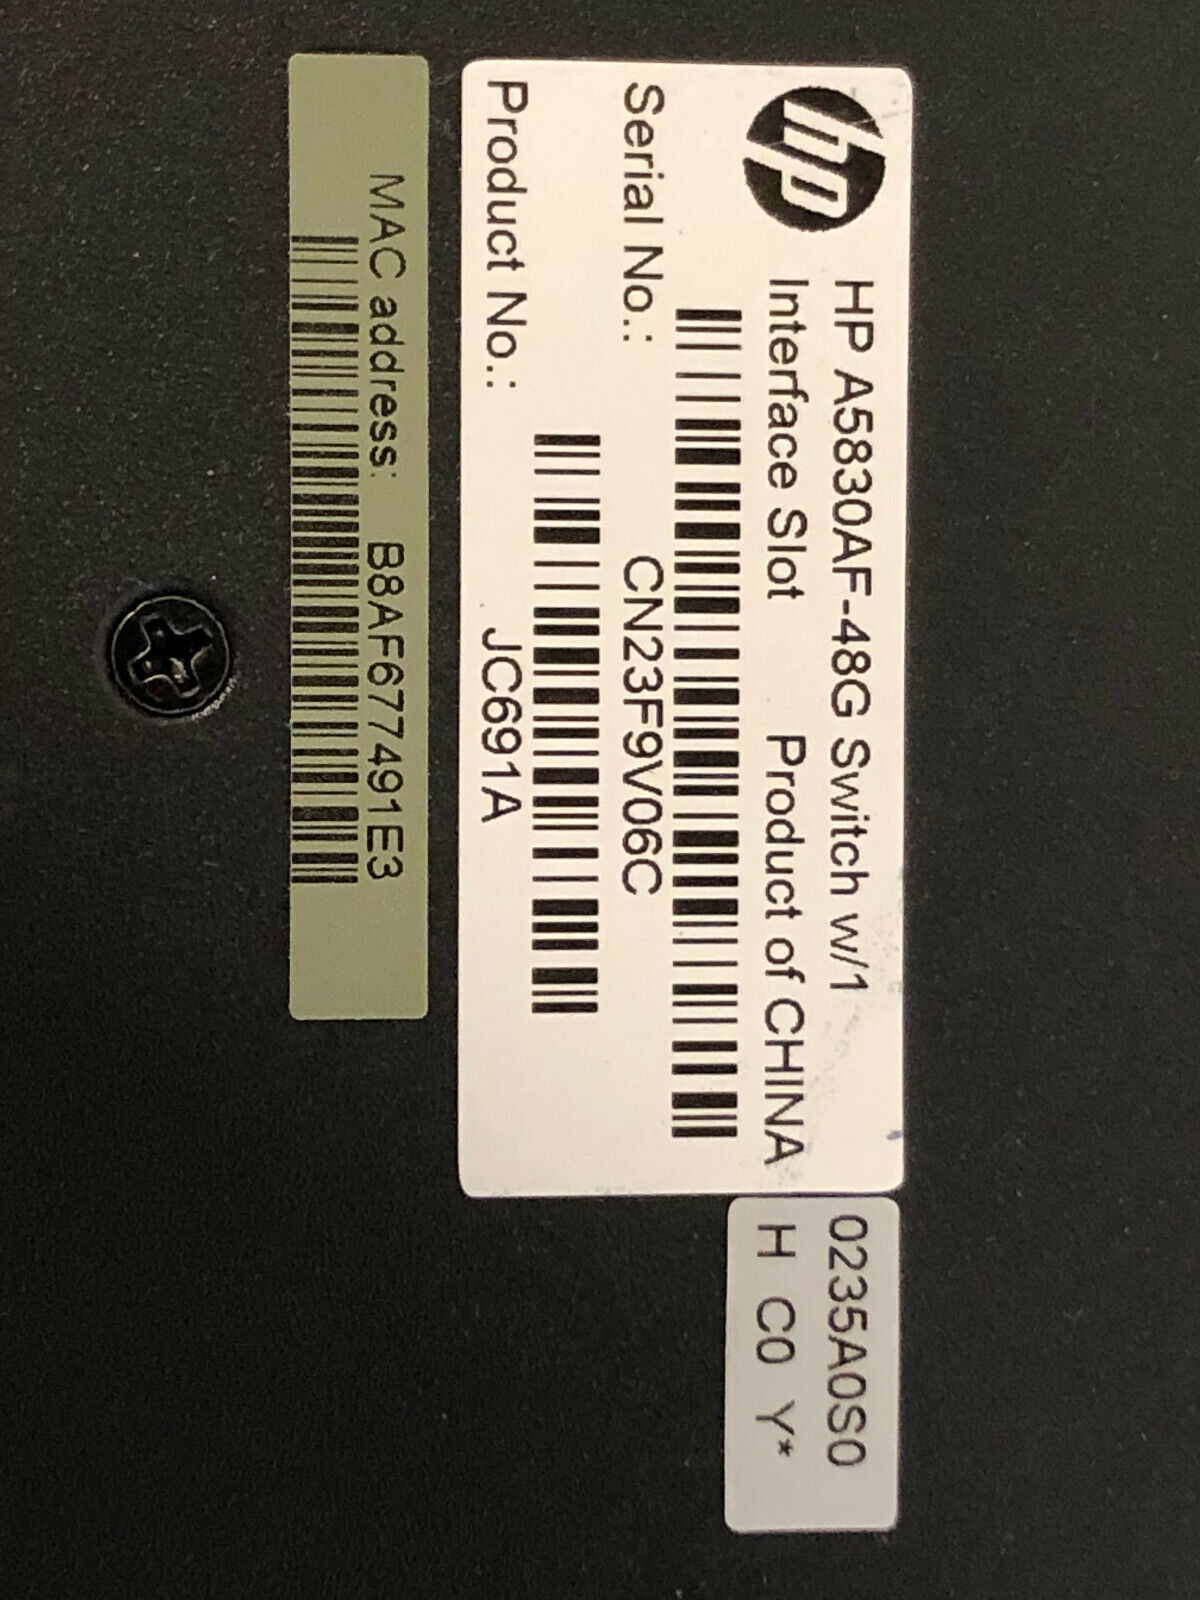 hp
HP A5830AF-48G Switch w/1
Interface Slot Product of CHINA
Serial No.:
CN23F9V06C
Product No.:
JC691A
0235A0S0
H C0 Y*
MAC address: B8AF677491E3